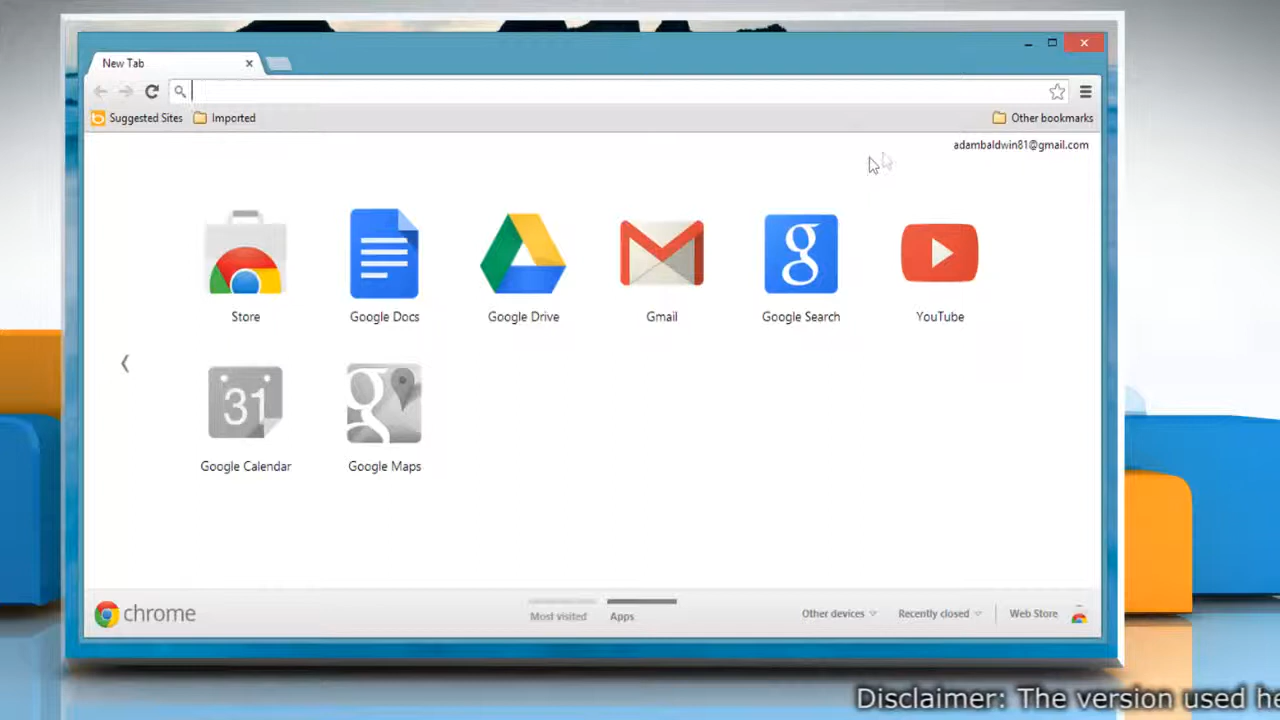 New Tab
Suggested Sites
Imported
Other bookmarks
adambaldwin81@gmail.com
Store
Google Docs
Google Drive
Gmail
g
Google Search
YouTube
31
g
Google Calendar
Google Maps
chrome
Most visited
Apps
Other devices
Recently closed
Web Store
Disclaimer: The version used he